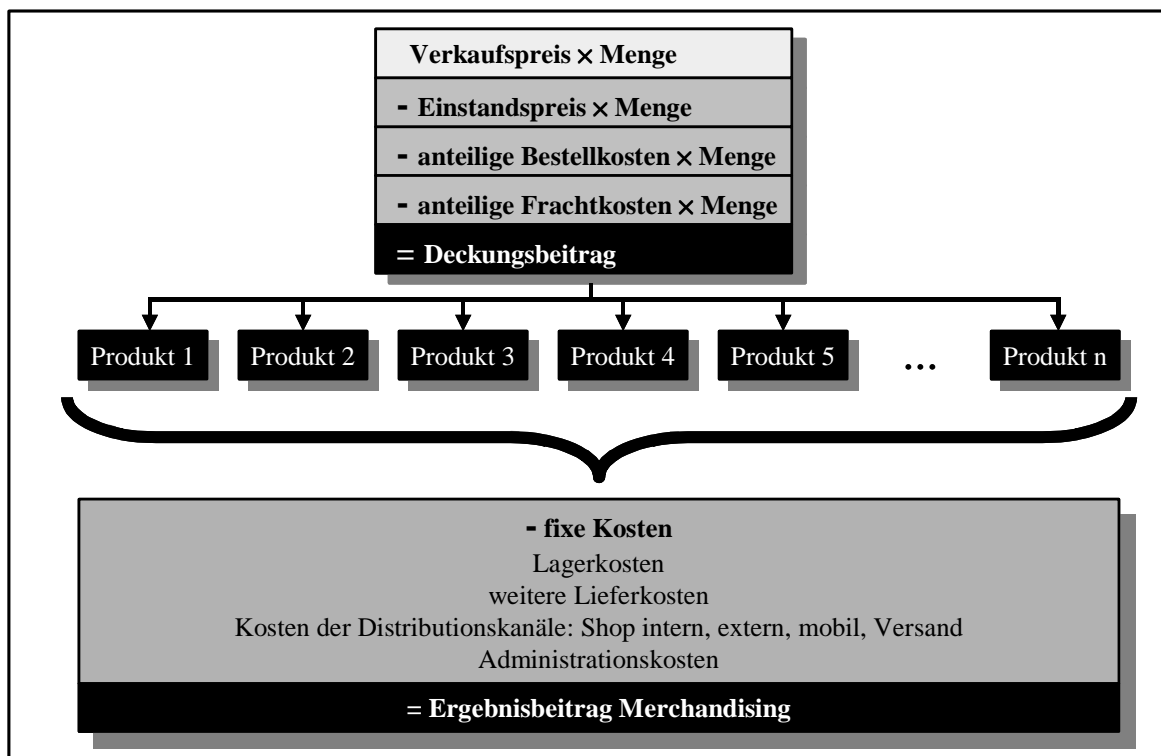 Verkaufspreis × Menge
- Einstandspreis × Menge
- anteilige Bestellkosten × Menge
- anteilige Frachtkosten × Menge
= Deckungsbeitrag
Produkt 1 Produkt 2 Produkt 3 Produkt 4 Produkt 5 ... Produkt n
- fixe Kosten
Lagerkosten
weitere Lieferkosten
Kosten der Distributionskanäle: Shop intern, extern, mobil, Versand
Administrationskosten
= Ergebnisbeitrag Merchandising